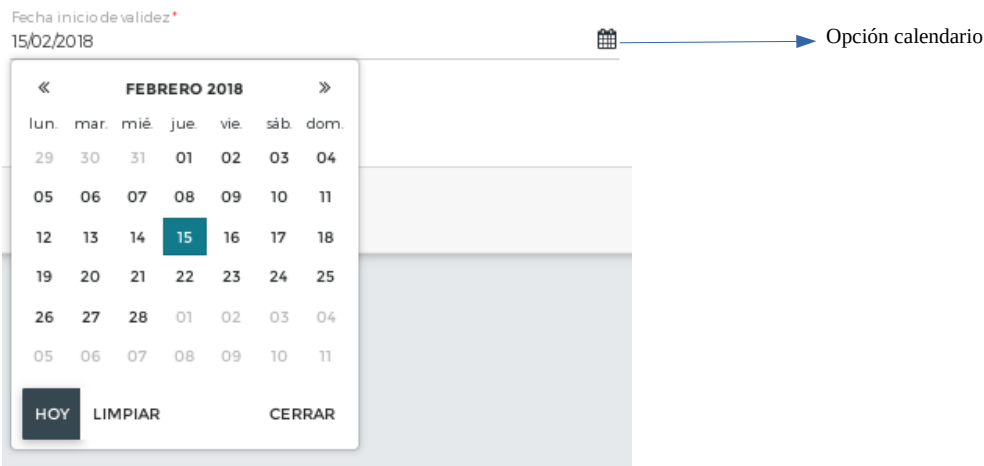 Fecha inicio de validez*
15/02/2018
Opción calendario
« FEBRERO 2018 »
lun. mar. mié. jue. vie. sáb. dom.
29 30 31 01 02 03 04
05 06 07 08 09 10 11
12 13 14 15 16 17 18
19 20 21 22 23 24 25
26 27 28 01 02 03 04
05 06 07 08 09 10 11
HOY LIMPIAR CERRAR